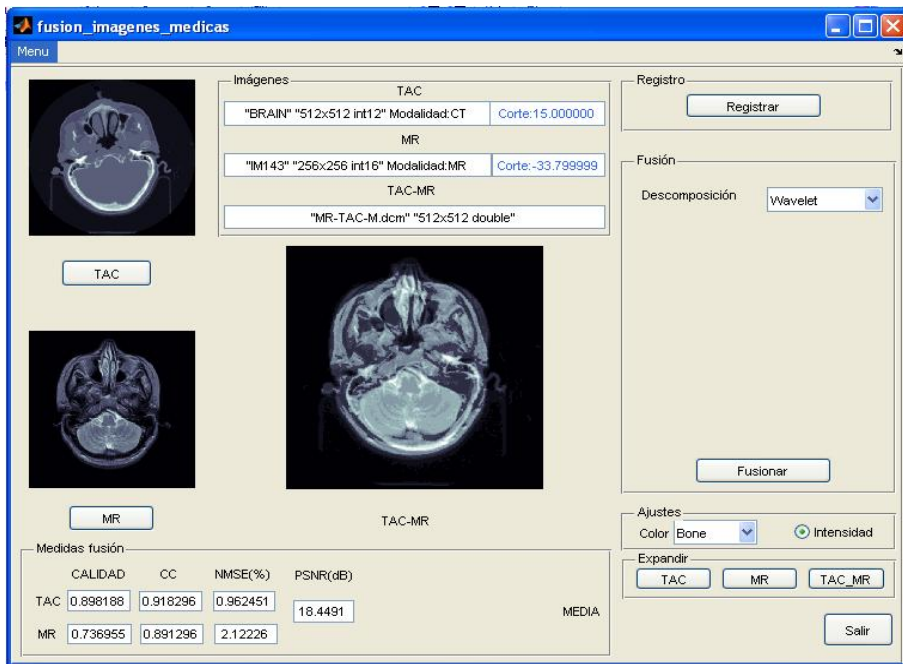 fusion_imagenes_medicas
Menu
Imágenes
TAC
"BRAIN" "512x512 int12" Modalidad:CT Corte:15.000000
MR
"IM143" "256x256 int16" Modalidad:MR Corte:-33.799999
TAC-MR
"MR-TAC-M.dcm" "512x512 double"
TAC
MR
TAC-MR
Registro
Registrar
Fusión
Descomposición Wavelet
Fusionar
Ajustes
Color Bone Intensidad
Expandir
TAC MR TAC_MR
Salir
Medidas fusión
CALIDAD CC NMSE(%) PSNR(dB)
TAC 0.898188 0.918296 0.962451 18.4491 MEDIA
MR 0.736955 0.891296 2.12226